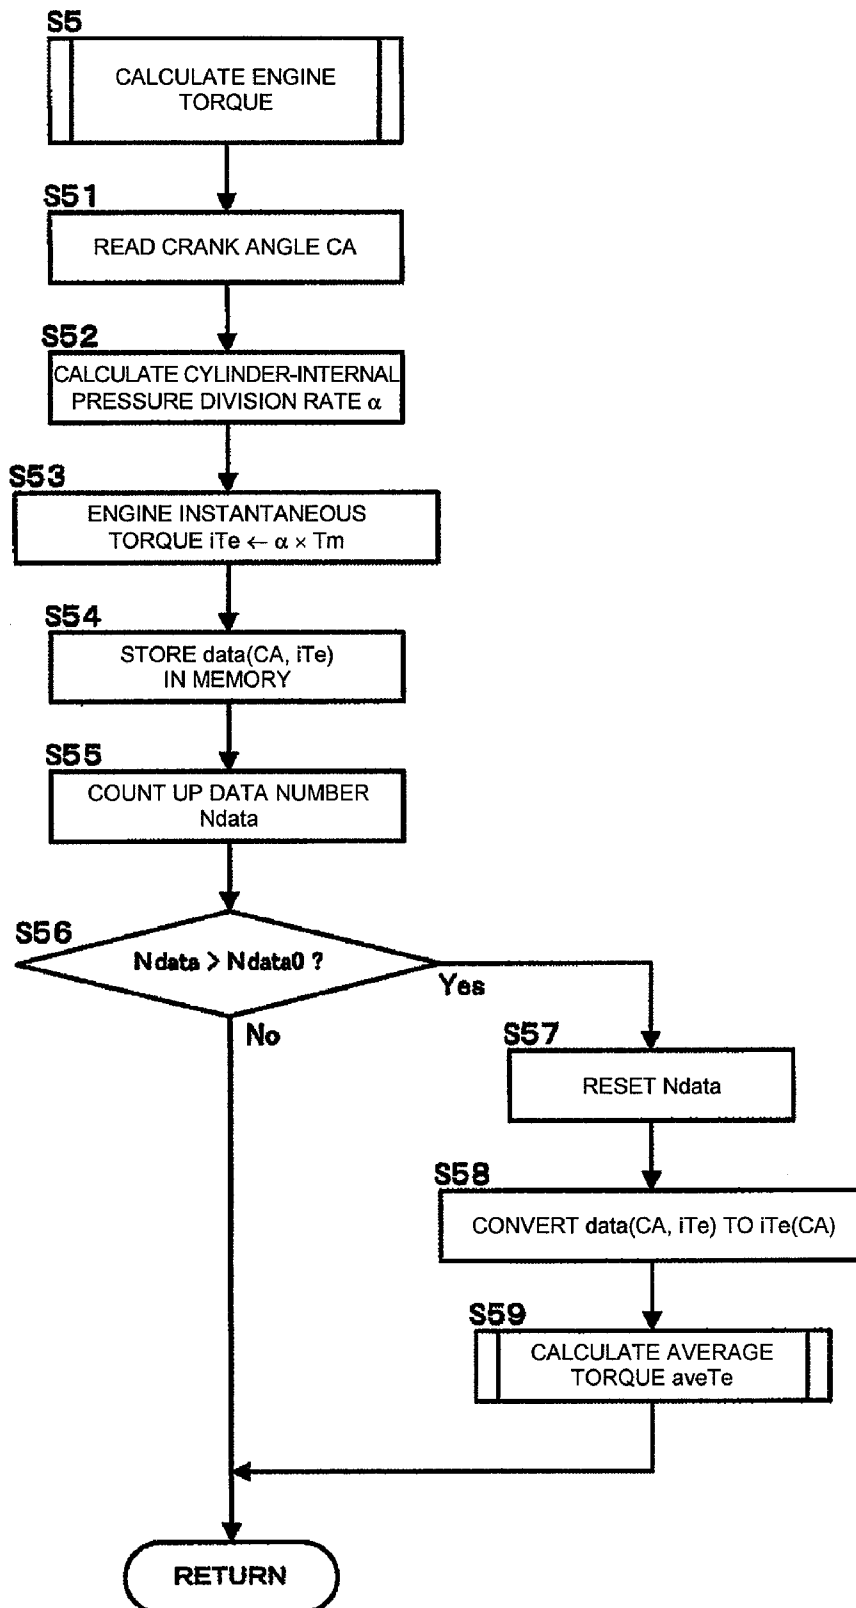 S5
CALCULATE ENGINE
TORQUE
S51
READ CRANK ANGLE CA
S52
CALCULATE CYLINDER-INTERNAL
PRESSURE DIVISION RATE α
S53
ENGINE INSTANTANEOUS
TORQUE iTe ← α × Tm
S54
STORE data(CA, iTe)
IN MEMORY
S55
COUNT UP DATA NUMBER
Ndata
S56
Ndata > Ndata0 ?
Yes
No
S57
RESET Ndata
S58
CONVERT data(CA, iTe) TO iTe(CA)
S59
CALCULATE AVERAGE
TORQUE aveTe
RETURN